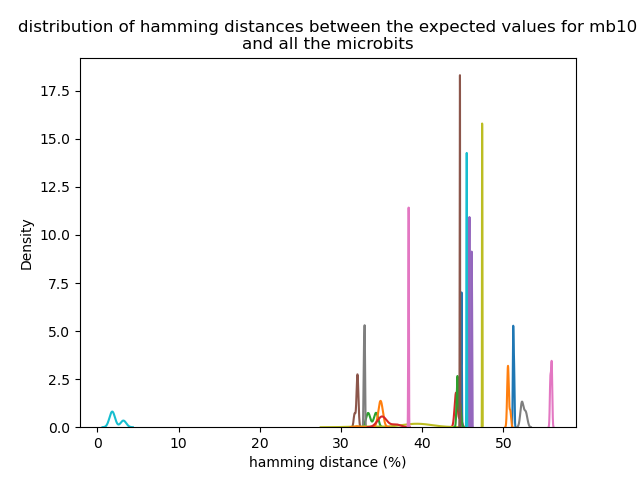 distribution of hamming distances between the expected values for mb10
and all the microbits
17.5
15.0
12.5
10.0
7.5
5.0
2.5
0.0
Density
0 10 20 30 40 50
hamming distance (%)